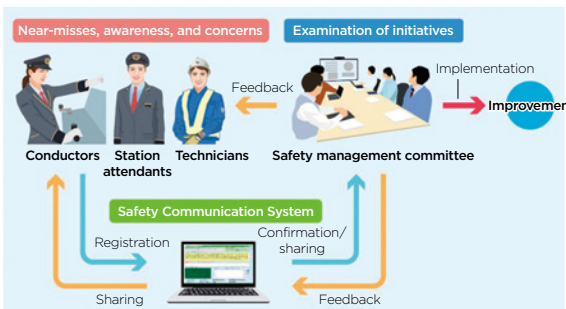 Near-misses, awareness, and concerns
Examination of initiatives
Feedback
Implementation
Improvemen
Conductors
Station
attendants
Technicians
Safety management committee
Safety Communication System
Registration
Confirmation/
sharing
Sharing
Feedback